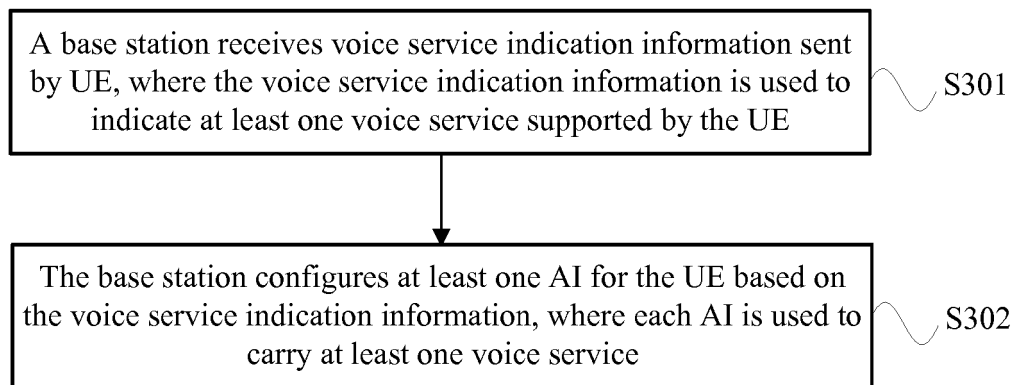 A base station receives voice service indication information sent
by UE, where the voice service indication information is used to
indicate at least one voice service supported by the UE
S301
The base station configures at least one AI for the UE based on
the voice service indication information, where each AI is used to
carry at least one voice service
S302